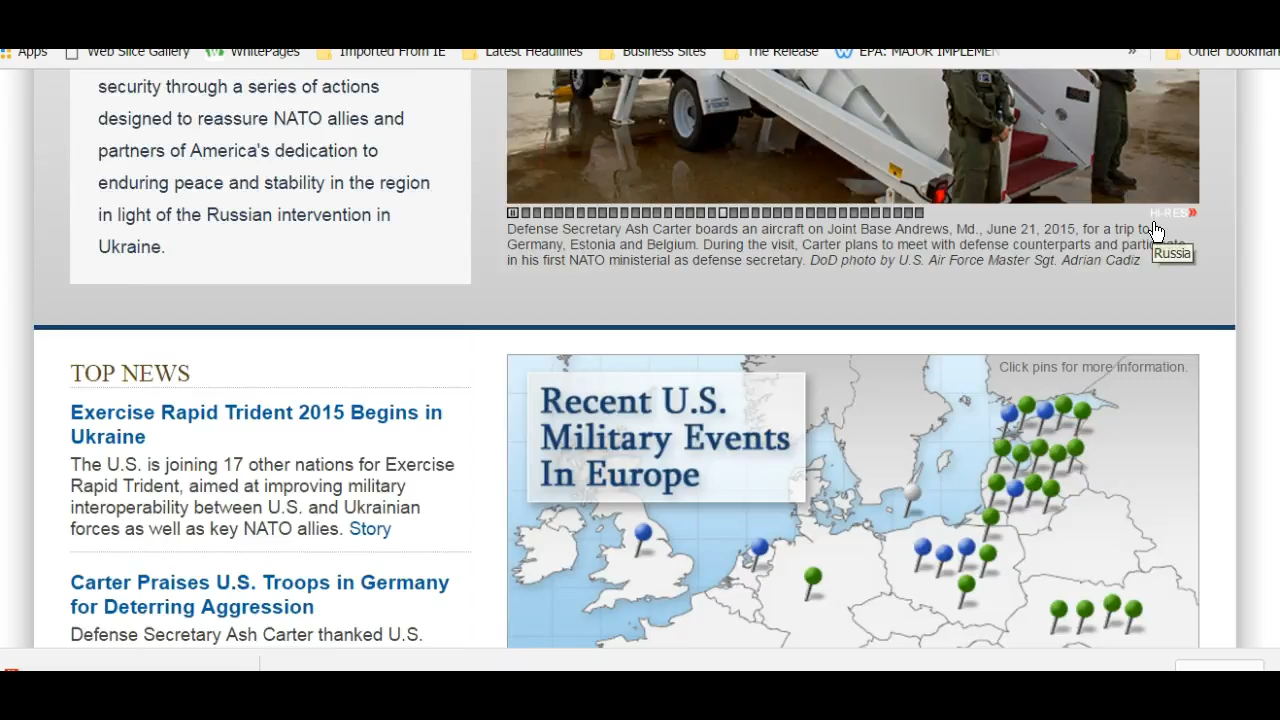 Apps Web Slice Gallery WhitePages Imported From IE Latest Headlines Business Sites The Release EPA: MAJOR IMPLEMEN » Other bookmar
security through a series of actions
designed to reassure NATO allies and
partners of America's dedication to
enduring peace and stability in the region
in light of the Russian intervention in
Ukraine.
HI-RES
Defense Secretary Ash Carter boards an aircraft on Joint Base Andrews, Md., June 21, 2015, for a trip to
Germany, Estonia and Belgium. During the visit, Carter plans to meet with defense counterparts and
in his first NATO ministerial as defense secretary. DoD photo by U.S. Air Force Master Sgt. Adrian Cadiz
Russia
TOP NEWS
Exercise Rapid Trident 2015 Begins in
Ukraine
The U.S. is joining 17 other nations for Exercise
Rapid Trident, aimed at improving military
interoperability between U.S. and Ukrainian
forces as well as key NATO allies. Story
Carter Praises U.S. Troops in Germany
for Deterring Aggression
Defense Secretary Ash Carter thanked U.S.
Click pins for more information.
Recent U.S.
Military Events
In Europe